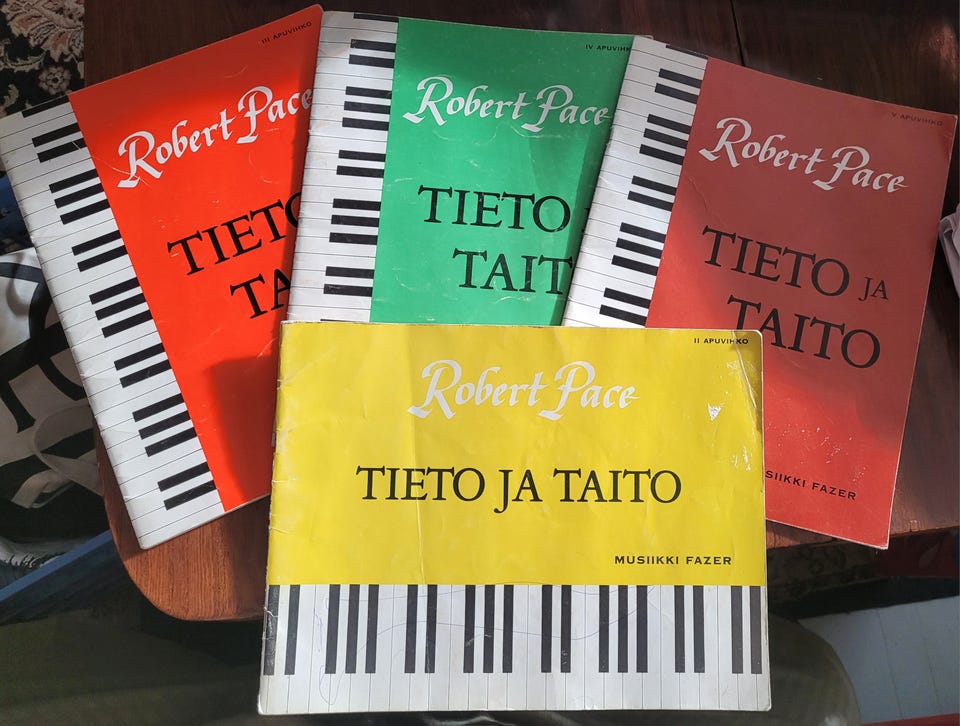 III APUVIHKO
Robert Pace
TIETO
TA
IV APUVIHKO
Robert Pace
TIETO
TAIT
V APUVIHKO
Robert Pace
TIETO JA
TAITO
SIIKKI FAZER
II APUVIHKO
Robert Pace
TIETO JA TAITO
MUSIIKKI FAZER